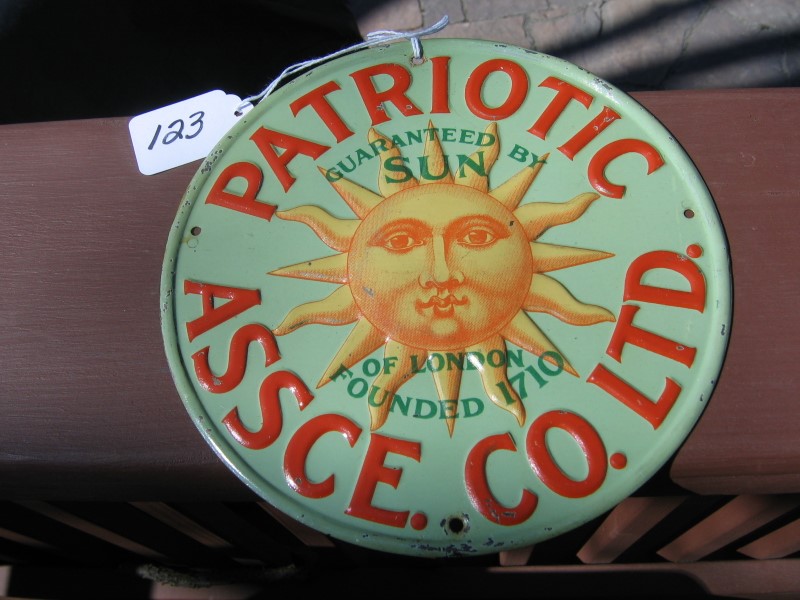 123
PATRIOTIC
GUARANTEED BY
SUN
OF LONDON
FOUNDED 1710
ASSCE. CO. LTD.